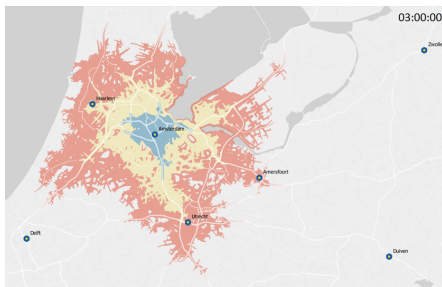 03:00:00
Zwolle
Haarlem
Amsterdam
Amersfoort
Utrecht
Delft
Duiven